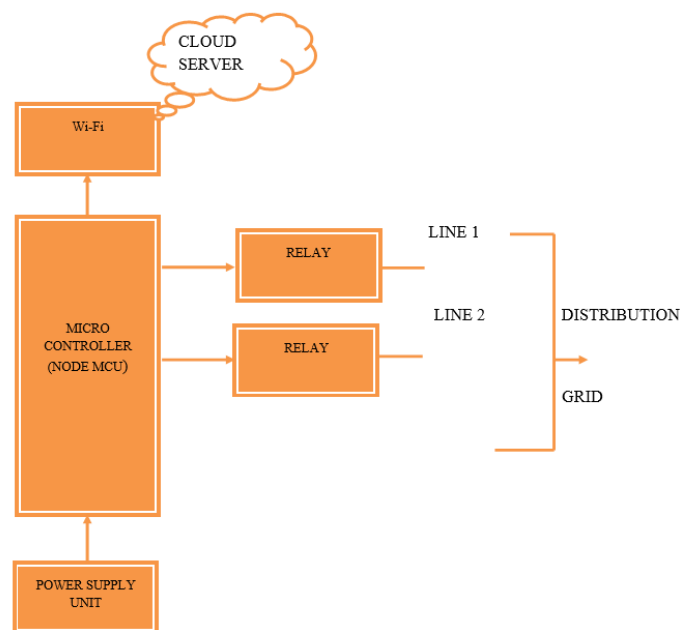 CLOUD
SERVER
Wi-Fi
LINE 1
RELAY
LINE 2
DISTRIBUTION
MICRO
CONTROLLER
(NODE MCU)
RELAY
GRID
POWER SUPPLY
UNIT